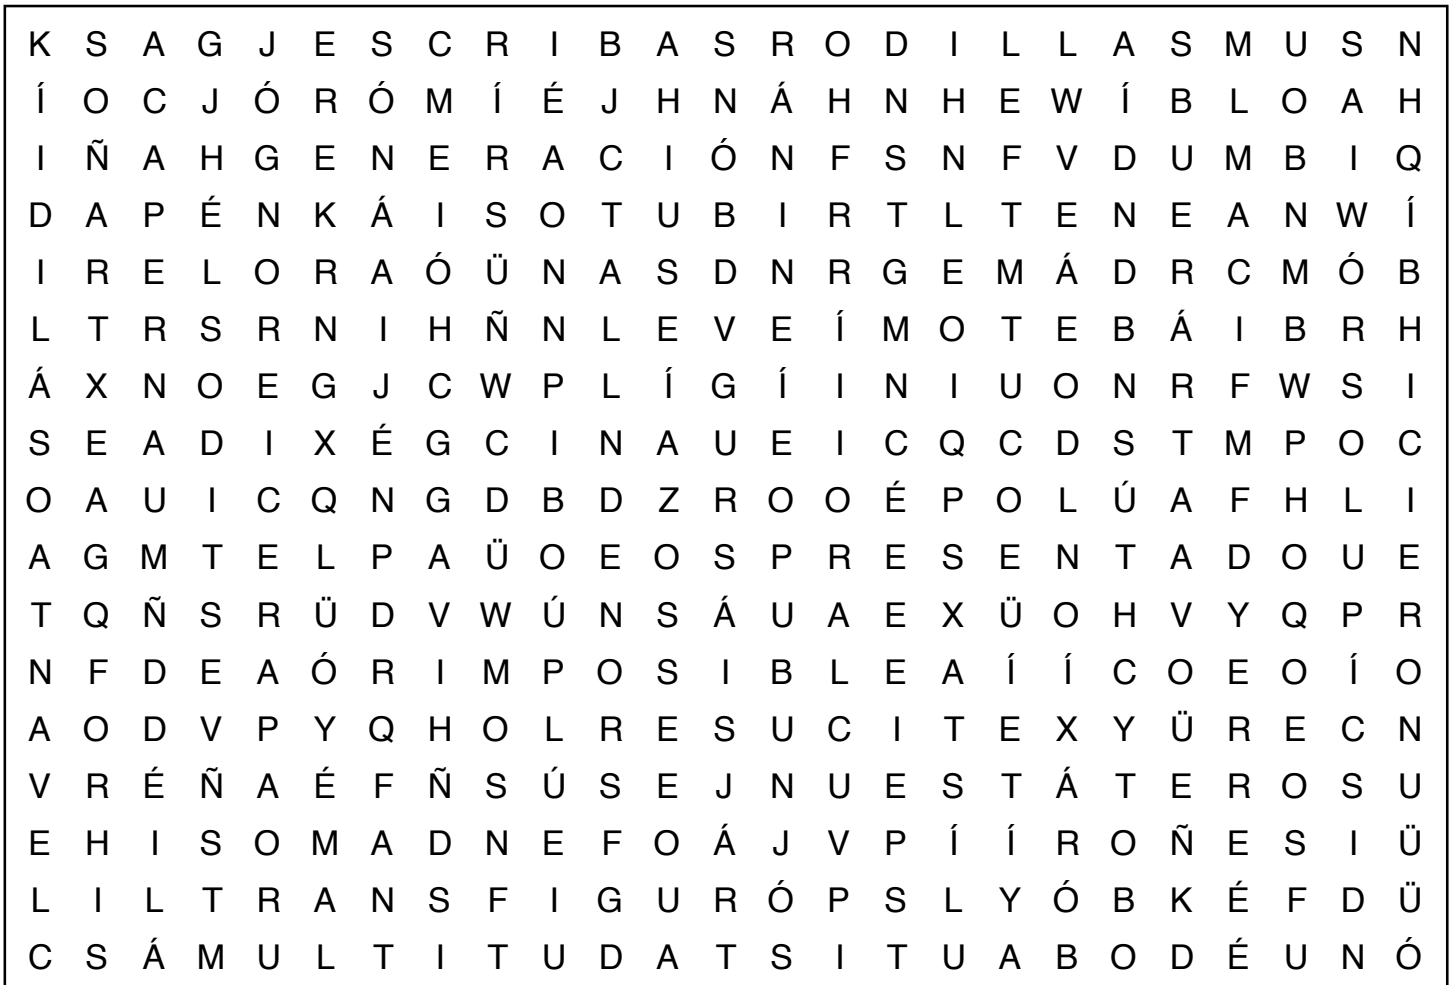 K S A G J E S C R I B A S R O D I L L A S M U S N
Í O C J Ó R Ó M Í É J H N Á H N H E W Í B L O A H
I Ñ A H G E N E R A C I Ó N F S N F V D U M B I Q
D A P É N K Á I S O T U B I R T L T E N E A N W Í
I R E L O R A Ó Ü N A S D N R G E M Á D R C M Ó B
L T R S R N I H Ñ N L E V E Í M O T E B Á I B R H
Á X N O E G J C W P L Í G Í I N I U O N R F W S I
S E A D I X É G C I N A U E I C Q C D S T M P O C
O A U I C Q N G D B D Z R O O É P O L Ú A F H L I
A G M T E L P A Ü O E O S P R E S E N T A D O U E
T Q Ñ S R Ü D V W Ú N S Á U A E X Ü O H V Y Q P R
N F D E A Ó R I M P O S I B L E A Í Í C O E O Í O
A O D V P Y Q H O L R E S U C I T E X Y Ü R E C N
V R É Ñ A É F Ñ S Ú S E J N U E S T Á T E R O S U
E H I S O M A D N E F O Á J V P Í Í R O Ñ E S I Ü
L I L T R A N S F I G U R Ó P S L Y Ó B K É F D Ü
C S Á M U L T I T U D A T S I T U A B O D É U N Ó